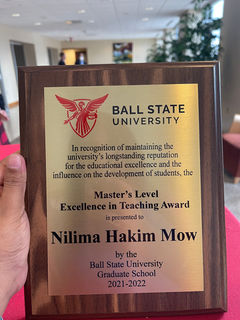 BALL STATE
UNIVERSITY
In recognition of maintaining the
university's longstanding reputation
for the educational excellence and the
influence on the development of students, the
Master's Level
Excellence in Teaching Award
is presented to
Nilima Hakim Mow
by the
Ball State University
Graduate School
2021-2022